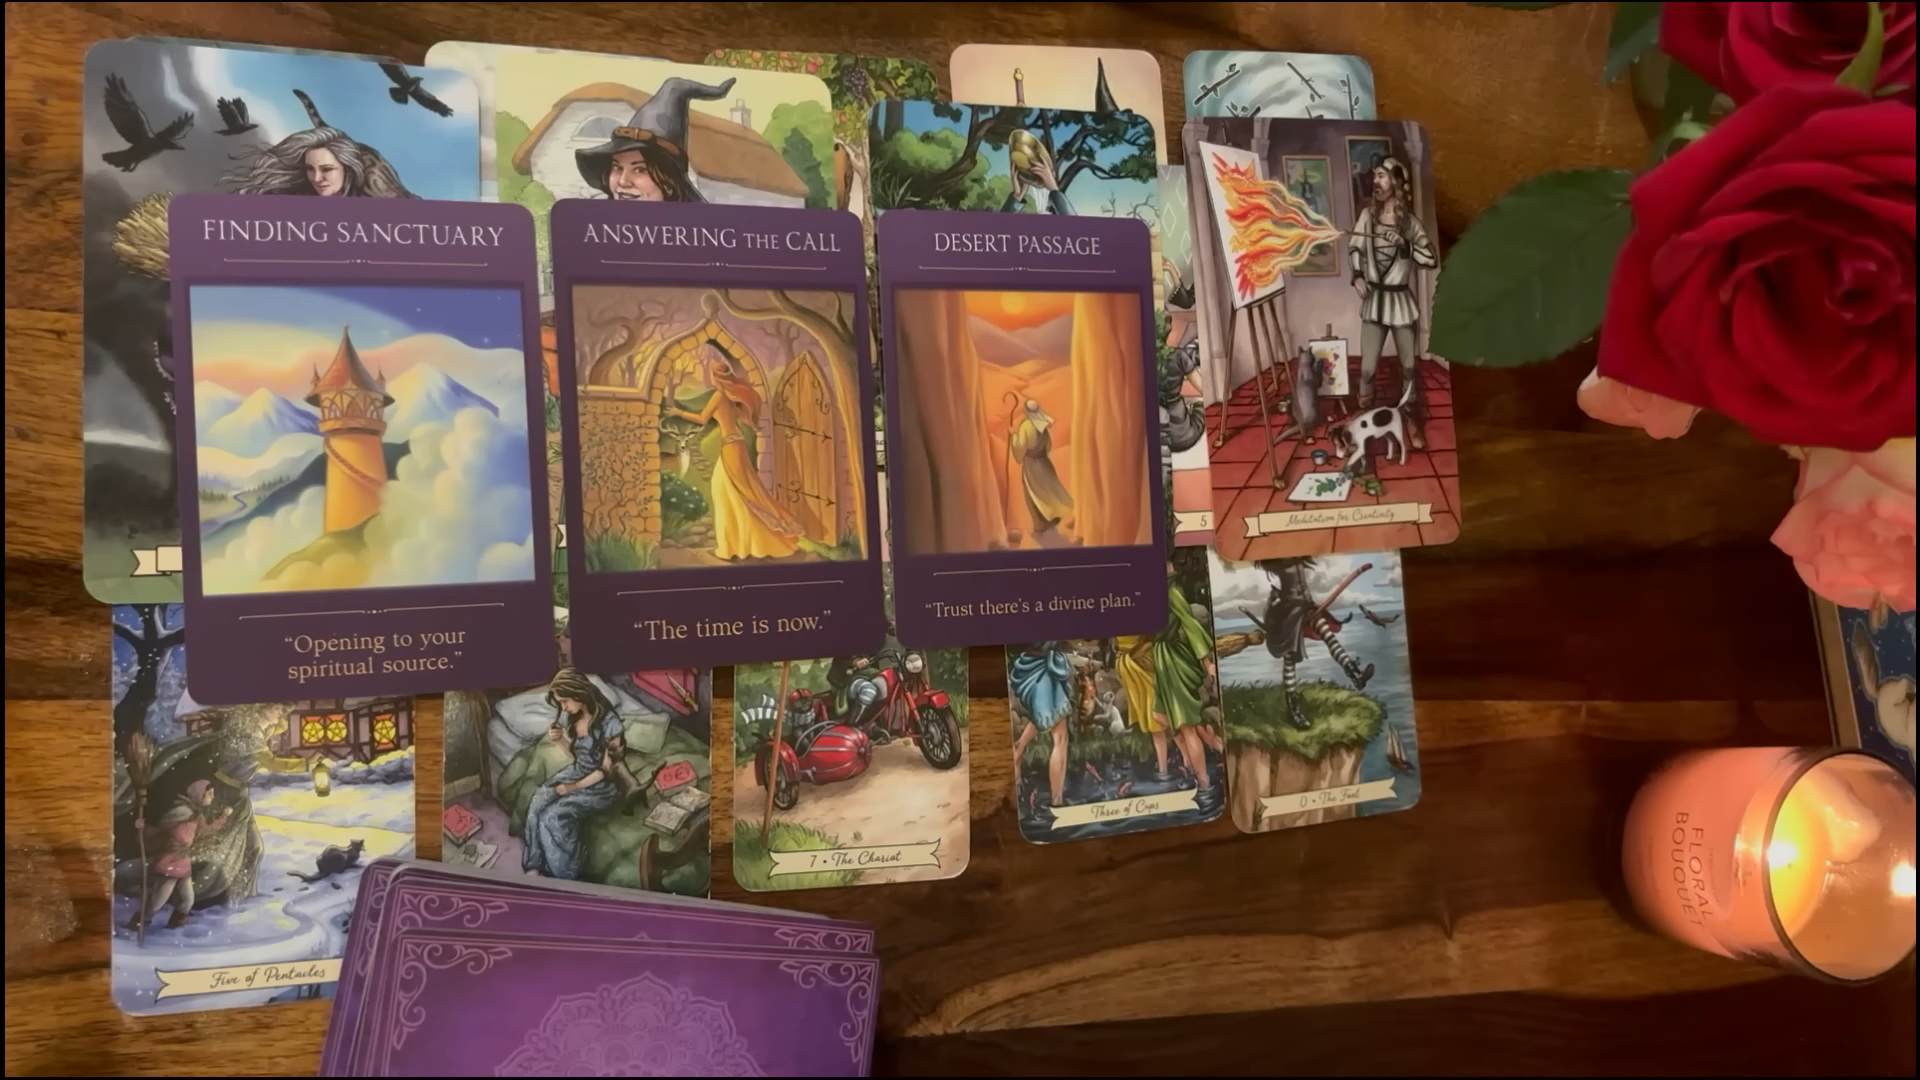 FINDING SANCTUARY
ANSWERING THE CALL
DESERT PASSAGE
5
Meditation for Creativity
"Opening to your
spiritual source."
"The time is now."
"Trust there's a divine plan."
Five of Pentacles
7 • The Chariot
Three of Cups
0 • The Fool
FLORAL
BOUQUET